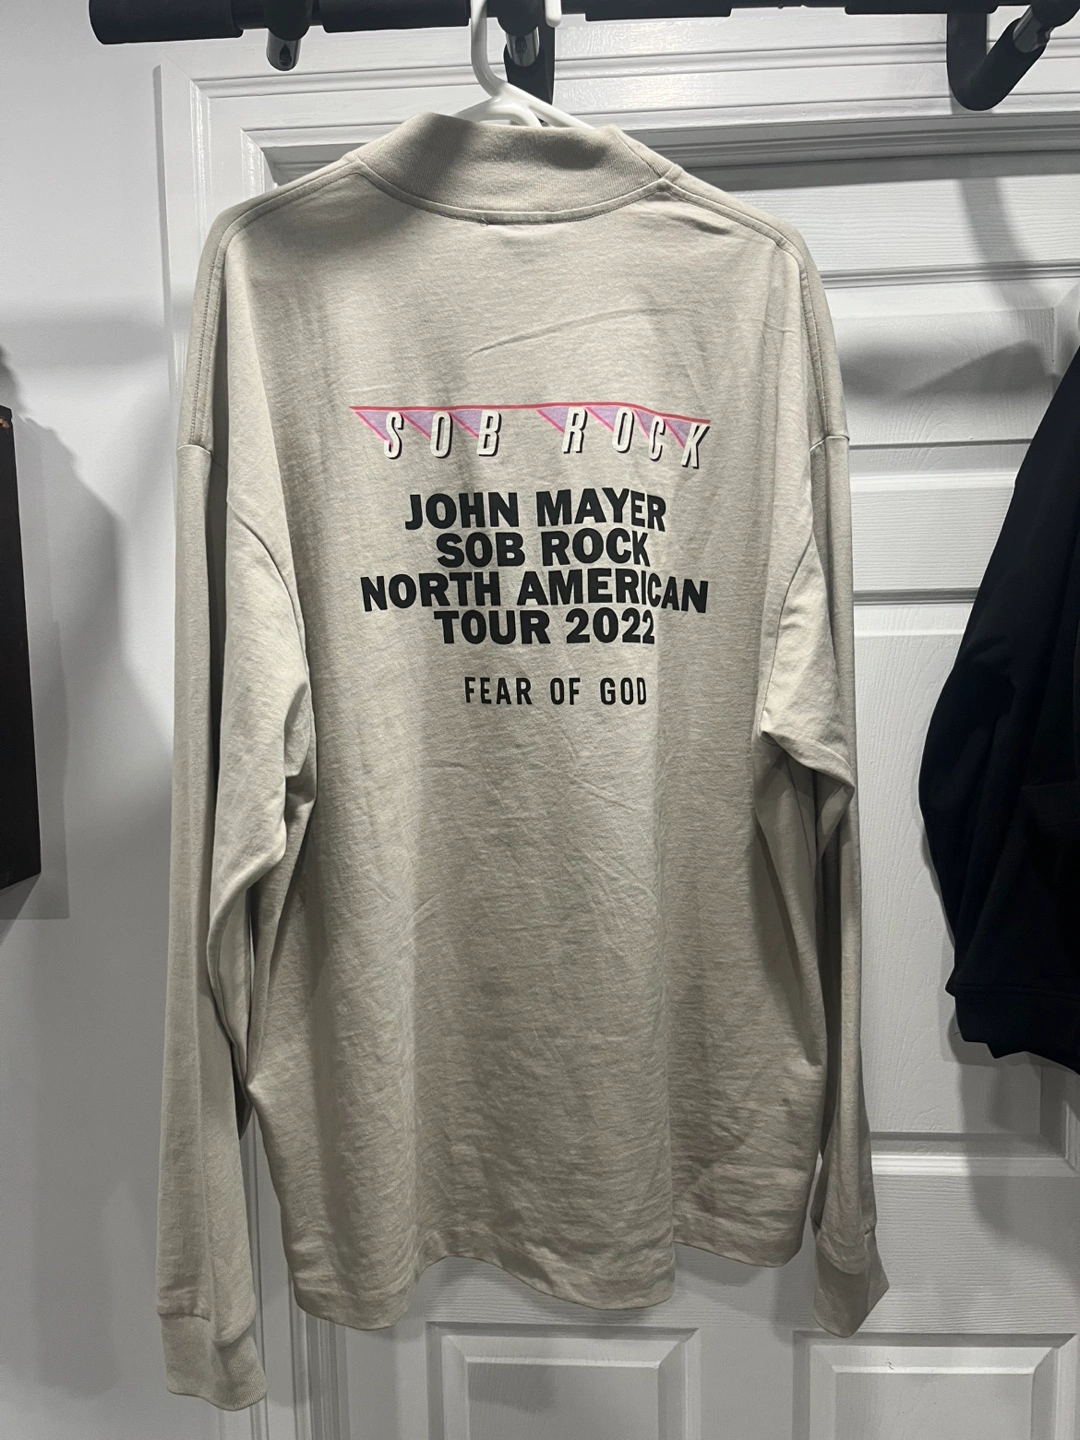 SOB ROCK
JOHN MAYER
SOB ROCK
NORTH AMERICAN
TOUR 2022
FEAR OF GOD